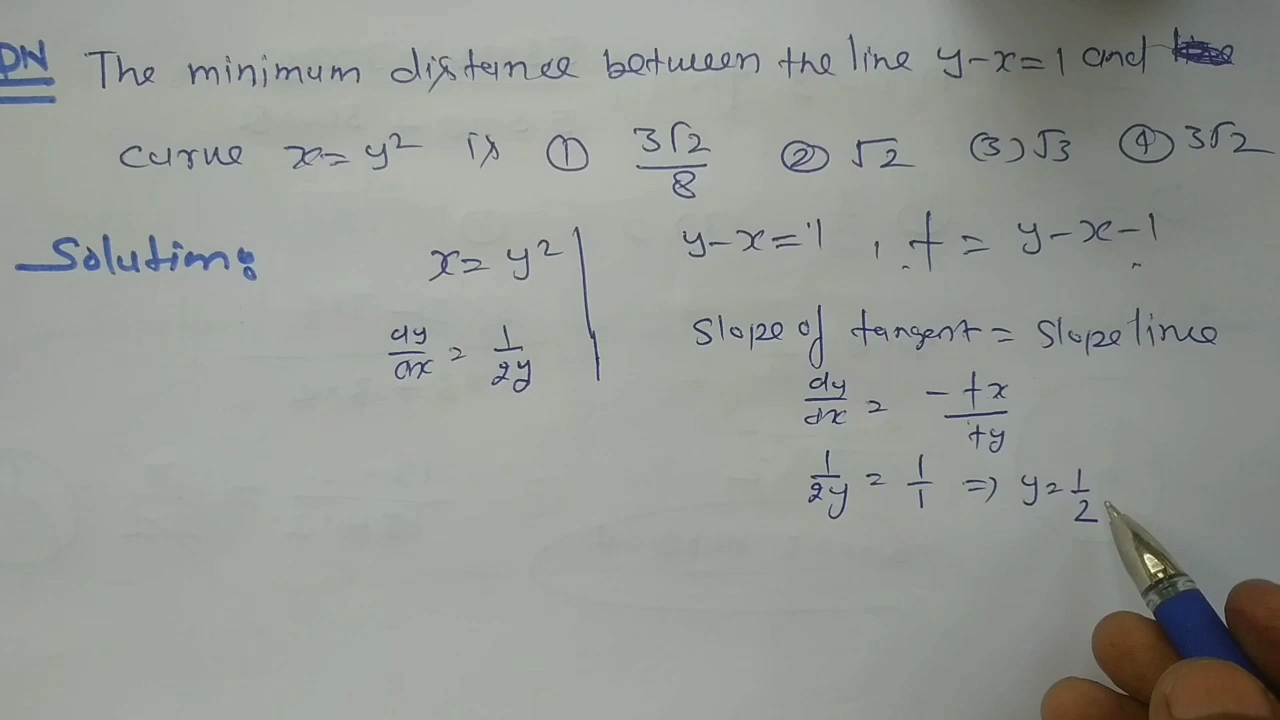 QN The minimum distance between the line y-x=1 and
curve x=y² is ① 3√2/8 ② √2 (3) √3 ④ 3√2
Solution: x=y² | y-x=1 , f = y-x-1
dy/dx = 1/2y
Slope of tangent = Slope line
dy/dx = -fx/fy
1/2y = 1/1 => y=1/2